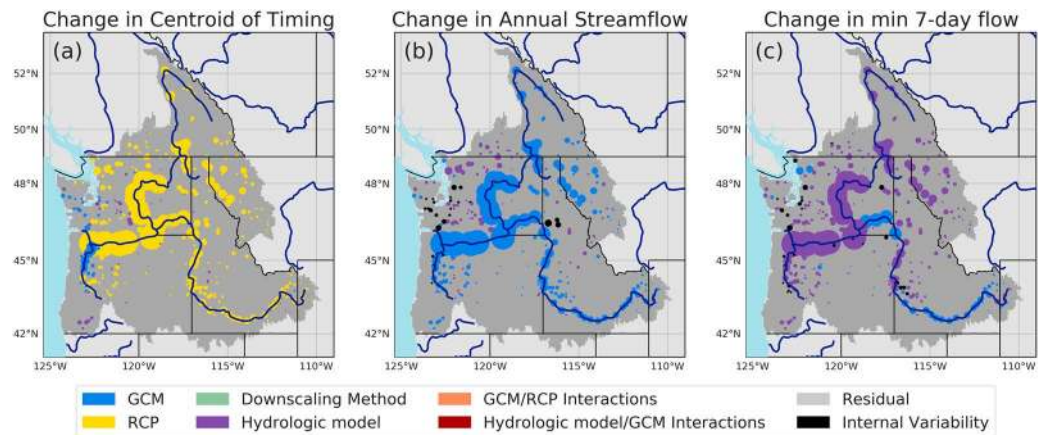 Change in Centroid of Timing
Change in Annual Streamflow
Change in min 7-day flow
(a)
(b)
(c)
52°N
50°N
48°N
45°N
42°N
125°W
120°W
115°W
110°W
52°N
50°N
48°N
45°N
42°N
125°W
120°W
115°W
110°W
52°N
50°N
48°N
45°N
42°N
125°W
120°W
115°W
110°W
GCM
Downscaling Method
GCM/RCP Interactions
Residual
RCP
Hydrologic model
Hydrologic model/GCM Interactions
Internal Variability